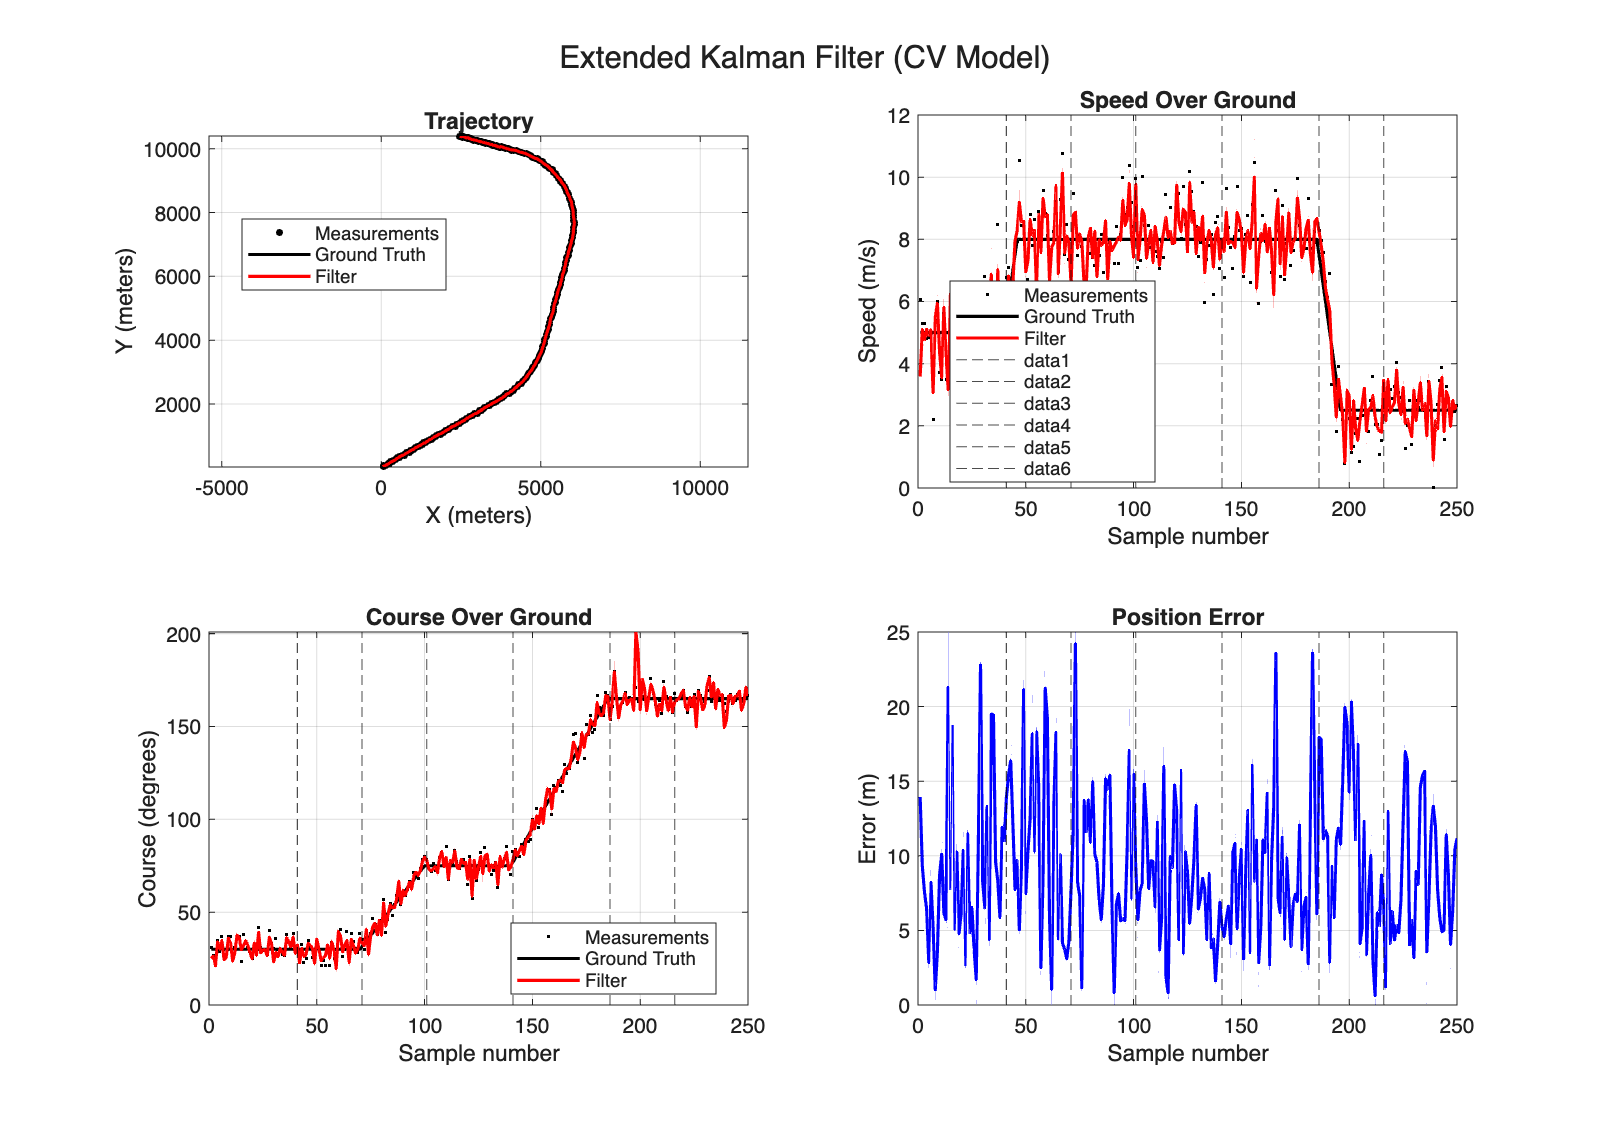 Extended Kalman Filter (CV Model)
Trajectory
10000
8000
6000
4000
2000
Y (meters)
-5000
0
5000
10000
X (meters)
Measurements
Ground Truth
Filter
Speed Over Ground
12
10
8
6
4
2
0
Speed (m/s)
0
50
100
150
200
250
Sample number
Measurements
Ground Truth
Filter
data1
data2
data3
data4
data5
data6
Course Over Ground
200
150
100
50
0
Course (degrees)
0
50
100
150
200
250
Sample number
Measurements
Ground Truth
Filter
Position Error
25
20
15
10
5
0
Error (m)
0
50
100
150
200
250
Sample number